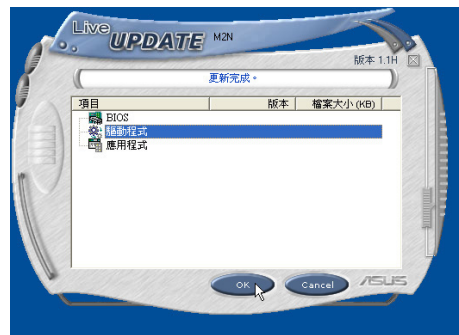 Live
UPDATE M2N
版本 1.1H
更新完成。
項目 版本 檔案大小 (KB)
BIOS
驅動程式
應用程式
OK Cancel ASUS